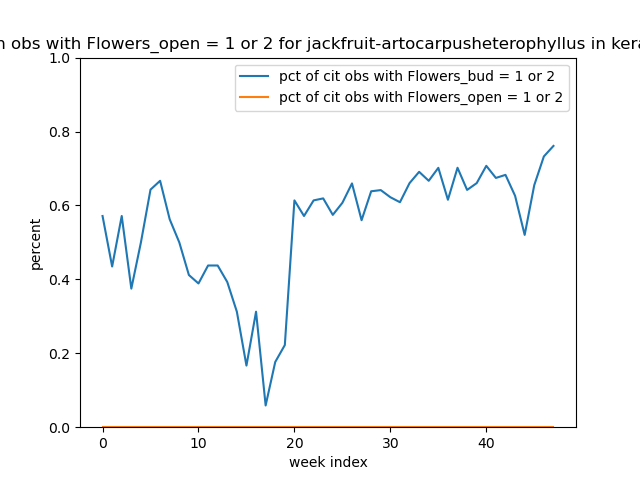 obs with Flowers_open = 1 or 2 for jackfruit-artocarpusheterophyllus in
pct of cit obs with Flowers_bud = 1 or 2
pct of cit obs with Flowers_open = 1 or 2
1.0
0.8
0.6
0.4
0.2
0.0
percent
0 10 20 30 40
week index